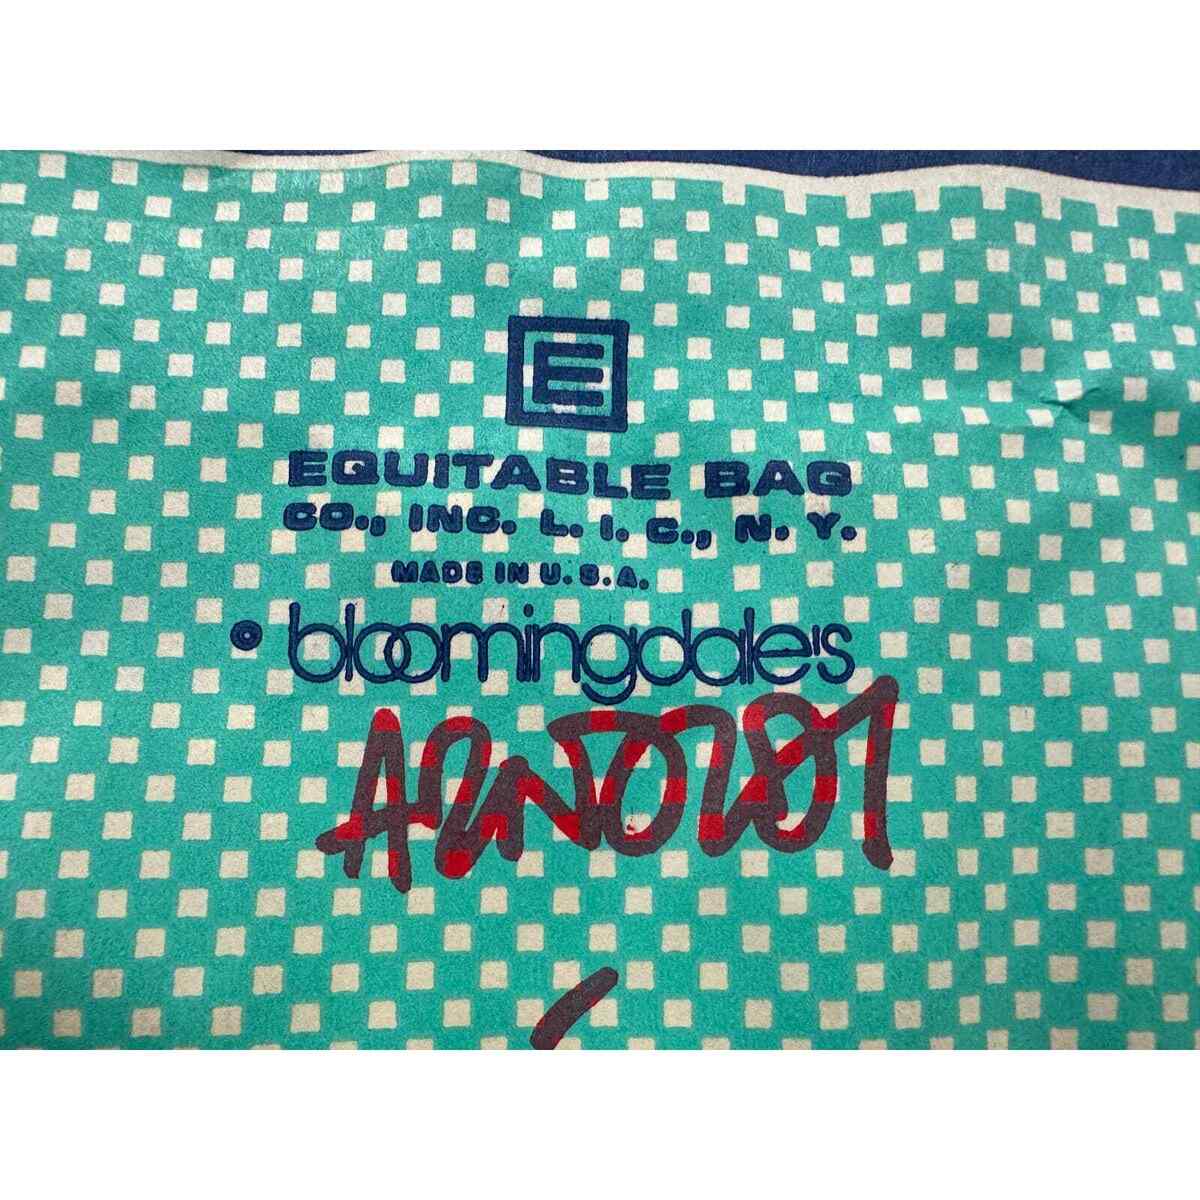 E
EQUITABLE BAG
CO., INC. L. I. C., N. Y.
MADE IN U.S.A.
bloomingdale's